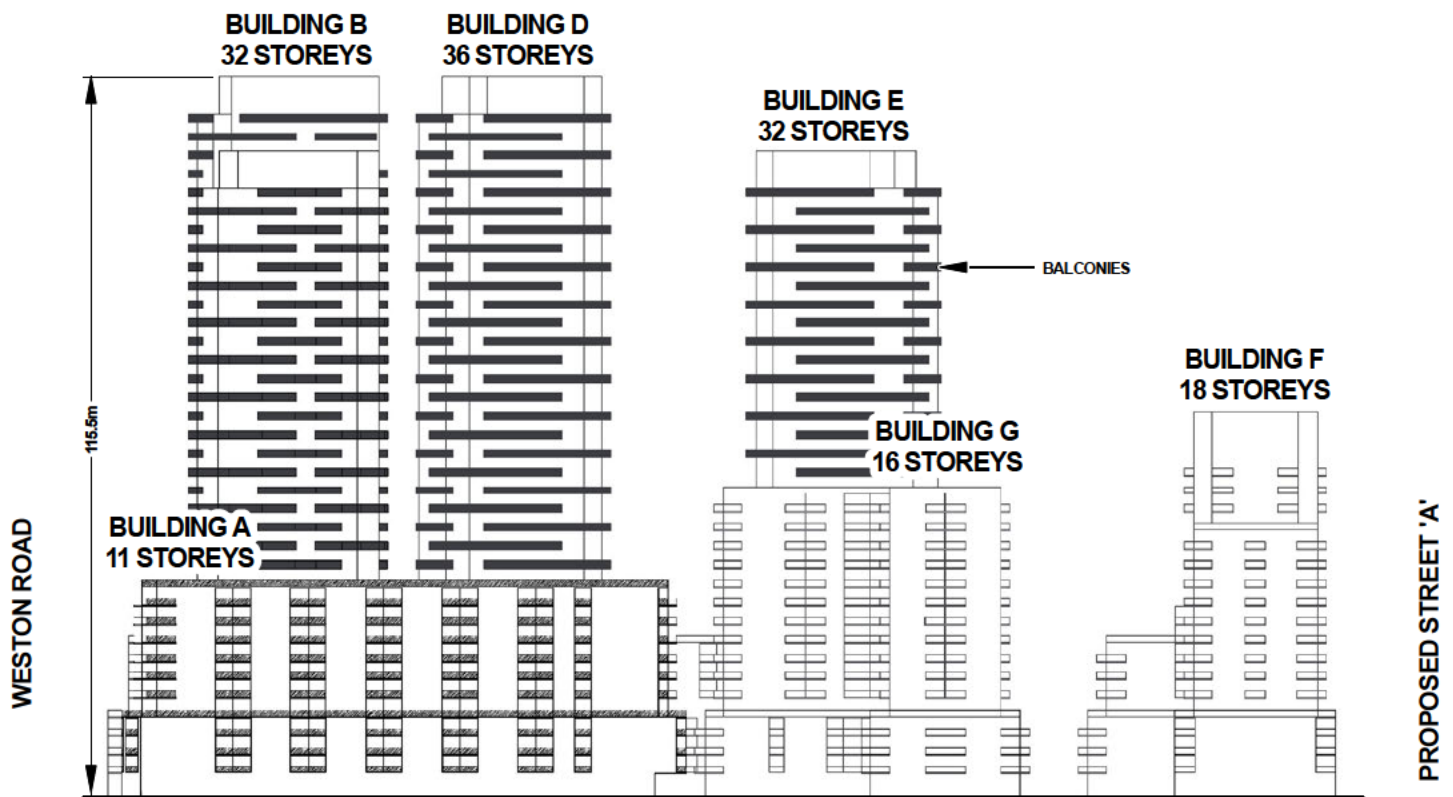 BUILDING B
32 STOREYS
BUILDING D
36 STOREYS
BUILDING E
32 STOREYS
BALCONIES
BUILDING F
18 STOREYS
115.5m
BUILDING G
16 STOREYS
BUILDING A
11 STOREYS
WESTON ROAD
PROPOSED STREET 'A'